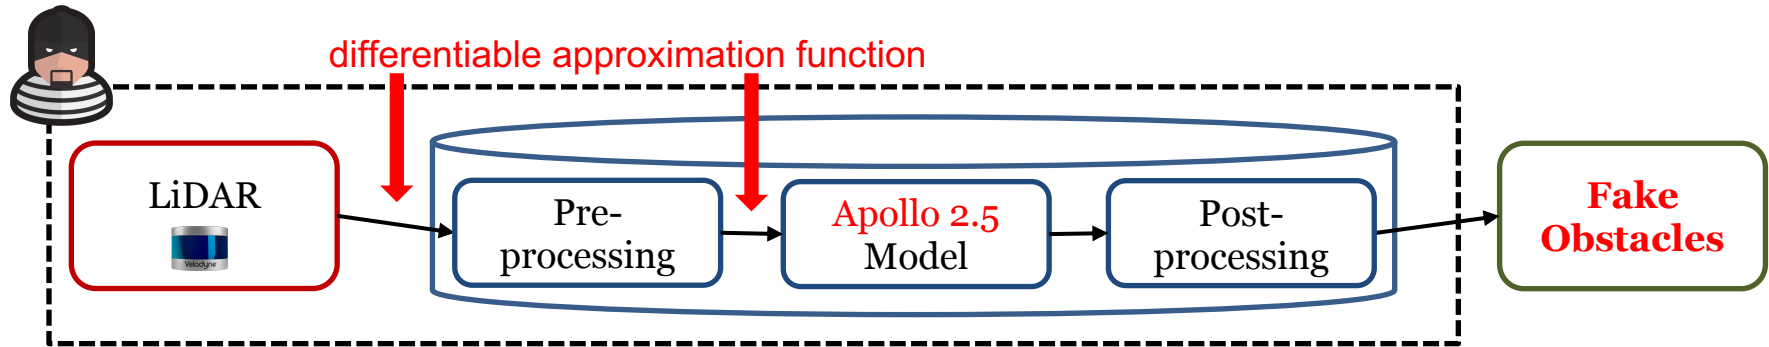 differentiable approximation function
LiDAR
Velodyne
Pre-
processing
Apollo 2.5
Model
Post-
processing
Fake
Obstacles